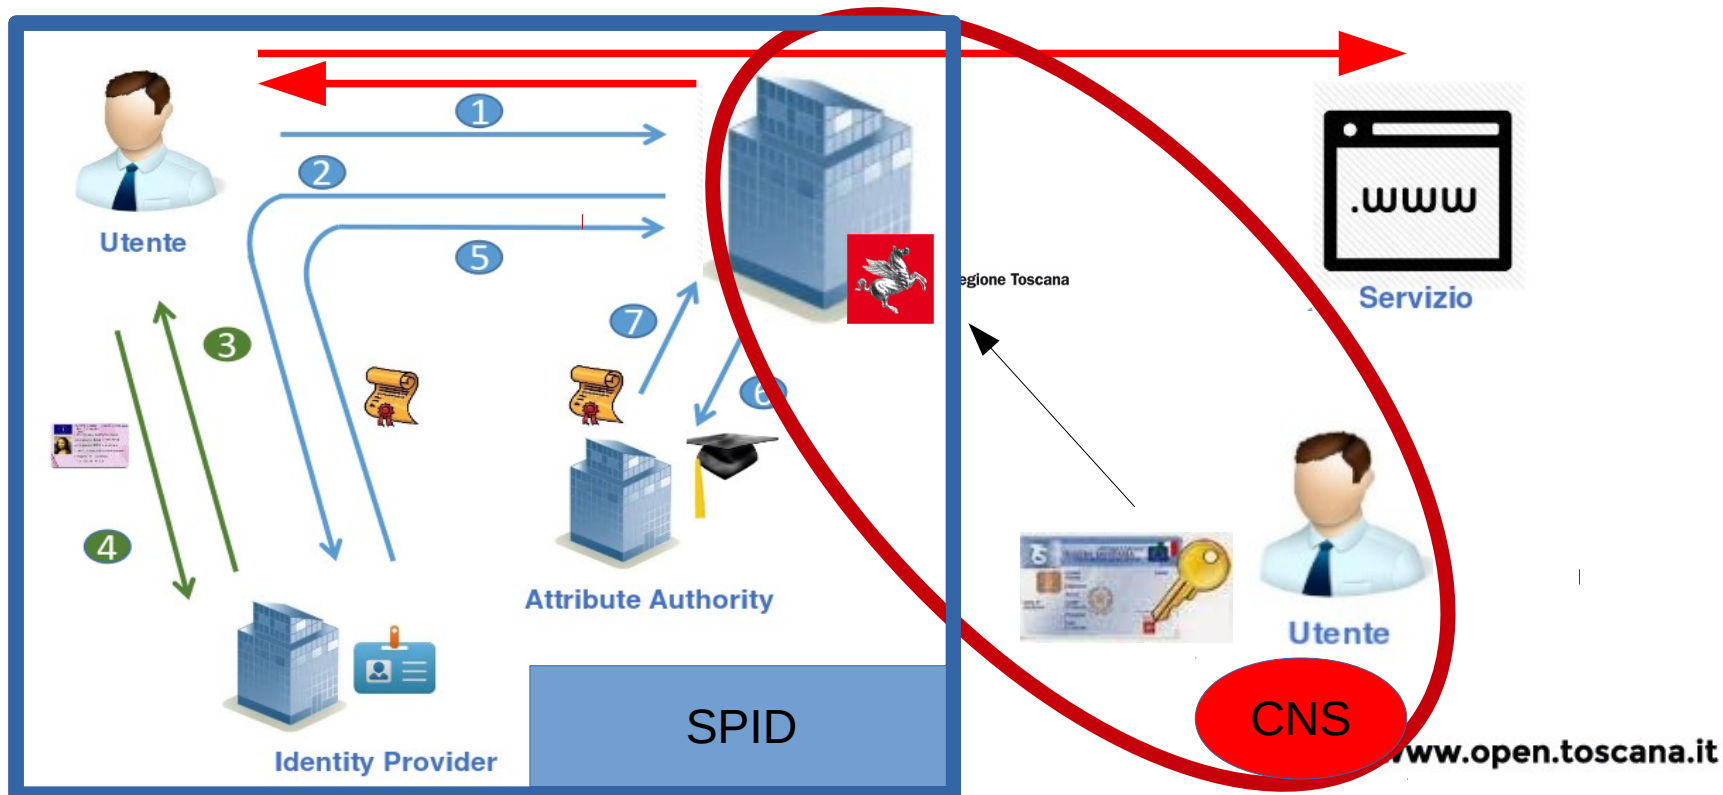 1
2
Utente
5
.www
egione Toscana
Servizio
7
3
6
4
Attribute Authority
Utente
SPID
CNS
Identity Provider
www.open.toscana.it